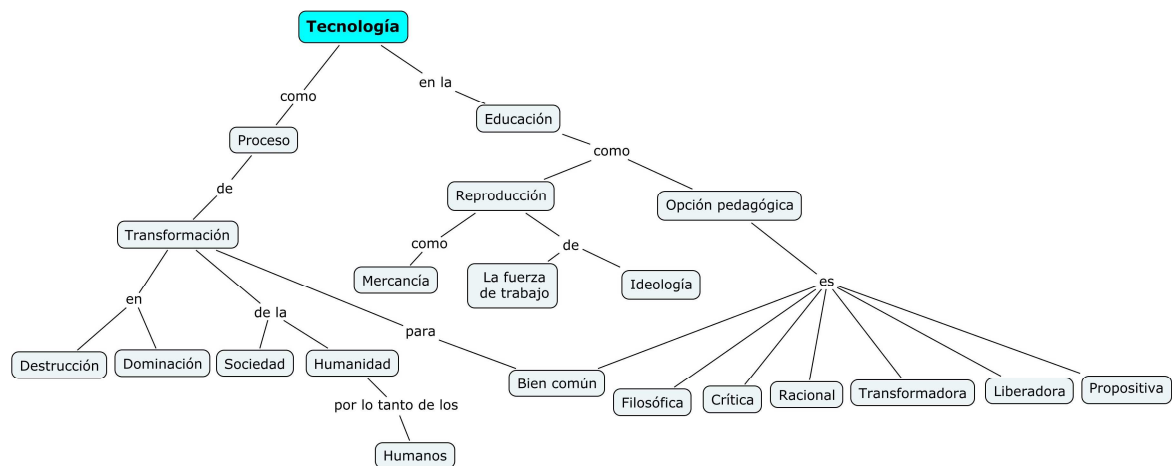 Tecnología
como
en la
Proceso
Educación
de
como
Transformación
Reproducción
Opción pedagógica
como
de
Mercancía
La fuerza
de trabajo
Ideología
es
en
de la
para
Destrucción
Dominación
Sociedad
Humanidad
Bien común
Filosófica
Crítica
Racional
Transformadora
Liberadora
Propositiva
por lo tanto de los
Humanos